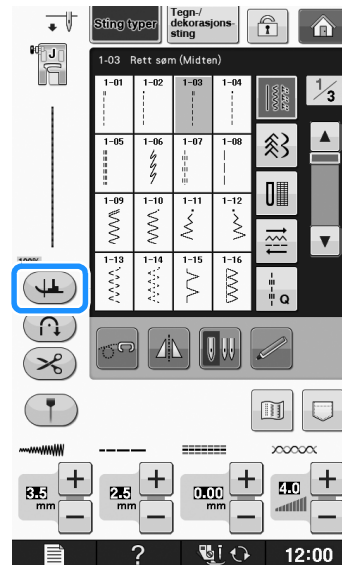 Sting typer
Tegn-/
dekorasjons-
sting
J
1-03 Rett søm (Midten)
1/3
1-01 1-02 1-03 1-04
1-05 1-06 1-07 1-08
1-09 1-10 1-11 1-12
1-13 1-14 1-15 1-16
100%
Q
3.5 mm
2.5 mm
0.00 mm
4.0
?
12:00